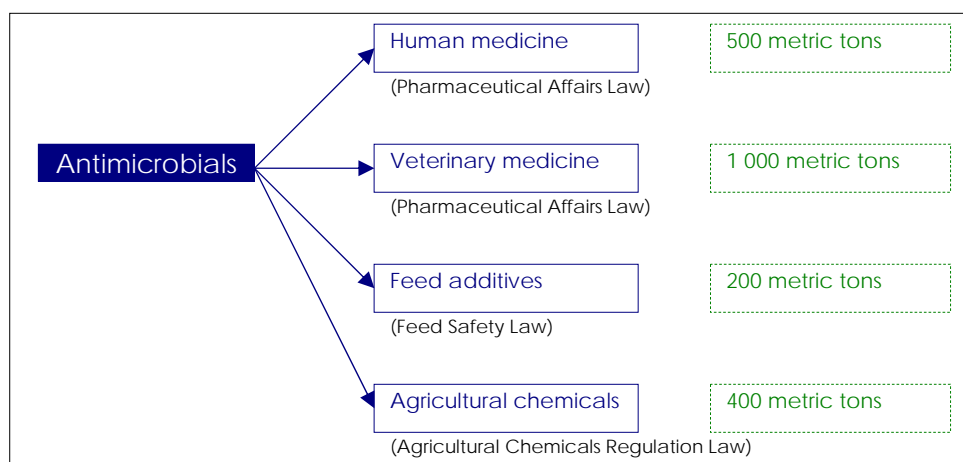 Human medicine
500 metric tons
(Pharmaceutical Affairs Law)
Antimicrobials
Veterinary medicine
1 000 metric tons
(Pharmaceutical Affairs Law)
Feed additives
200 metric tons
(Feed Safety Law)
Agricultural chemicals
400 metric tons
(Agricultural Chemicals Regulation Law)